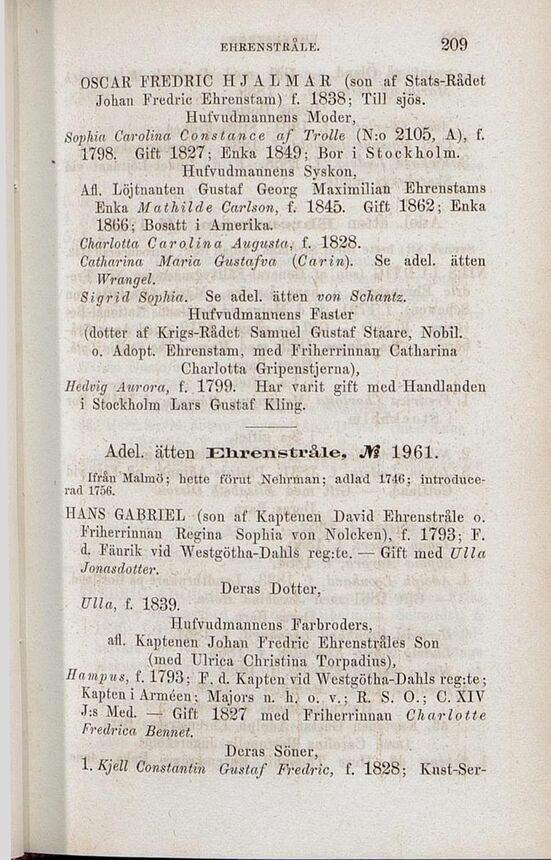 EHRENSTRÅLE. 209
OSCAR FREDRIC HJALMAR (son af Stats-Rådet
Johan Fredric Ehrenstam) f. 1838; Till sjös.
Hufvudmannens Moder,
Sophia Carolina Constance af Trolle (N:o 2105, A), f.
1798. Gift 1827; Enka 1849; Bor i Stockholm.
Hufvudmannens Syskon,
Afl. Löjtnanten Gustaf Georg Maximilian Ehrenstams
Enka Mathilde Carlson, f. 1845. Gift 1862; Enka
1866; Bosatt i Amerika.
Charlotta Carolina Augusta, f. 1828.
Catharina Maria Gustafva (Carin). Se adel. ätten
Wrangel.
Sigrid Sophia. Se adel. ätten von Schantz.
Hufvudmannens Faster
(dotter af Krigs-Rådet Samuel Gustaf Staare, Nobil.
o. Adopt. Ehrenstam, med Friherrinnan Catharina
Charlotta Gripenstjerna),
Hedvig Aurora, f. 1799. Har varit gift med Handlanden
i Stockholm Lars Gustaf Kling.
Adel. ätten Ehrenstråle, № 1961.
Ifrån Malmö; hette förut Nehrman; adlad 1746; introduce-
rad 1756.
HANS GABRIEL (son af Kaptenen David Ehrenstråle o.
Friherrinnan Regina Sophia von Nolcken), f. 1793; F.
d. Fänrik vid Westgötha-Dahls reg:te. — Gift med Ulla
Jonasdotter.
Deras Dotter,
Ulla, f. 1839.
Hufvudmannens Farbroders,
afl. Kaptenen Johan Fredric Ehrenstråles Son
(med Ulrica Christina Torpadius),
Hampus, f. 1793; F. d. Kapten vid Westgötha-Dahls reg:te;
Kapten i Arméen; Majors n. h. o. v.; R. S. O.; C. XIV
J:s Med. — Gift 1827 med Friherrinnan Charlotte
Fredrica Bennet.
Deras Söner,
1. Kjell Constantin Gustaf Fredric, f. 1828; Kust-Ser-